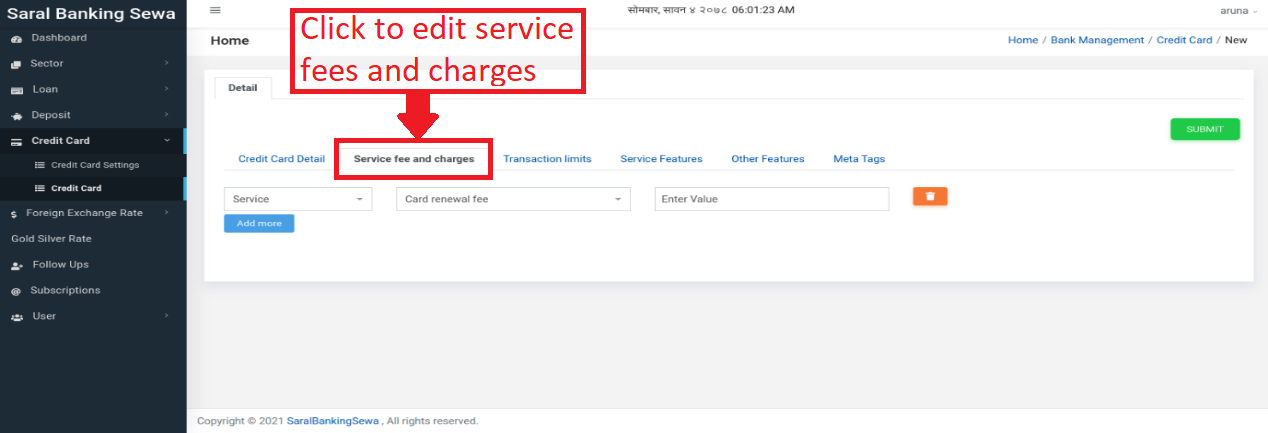 Saral Banking Sewa
सोमबार, सावन ४ २०७८ 06:01:23 AM
aruna
Dashboard
Sector
Loan
Deposit
Credit Card
Credit Card Settings
Credit Card
Foreign Exchange Rate
Gold Silver Rate
Follow Ups
Subscriptions
User
Home
Home / Bank Management / Credit Card / New
Click to edit service
fees and charges
Detail
SUBMIT
Credit Card Detail Service fee and charges Transaction limits Service Features Other Features Meta Tags
Service Card renewal fee Enter Value
Add more
Copyright © 2021 SaralBankingSewa , All rights reserved.